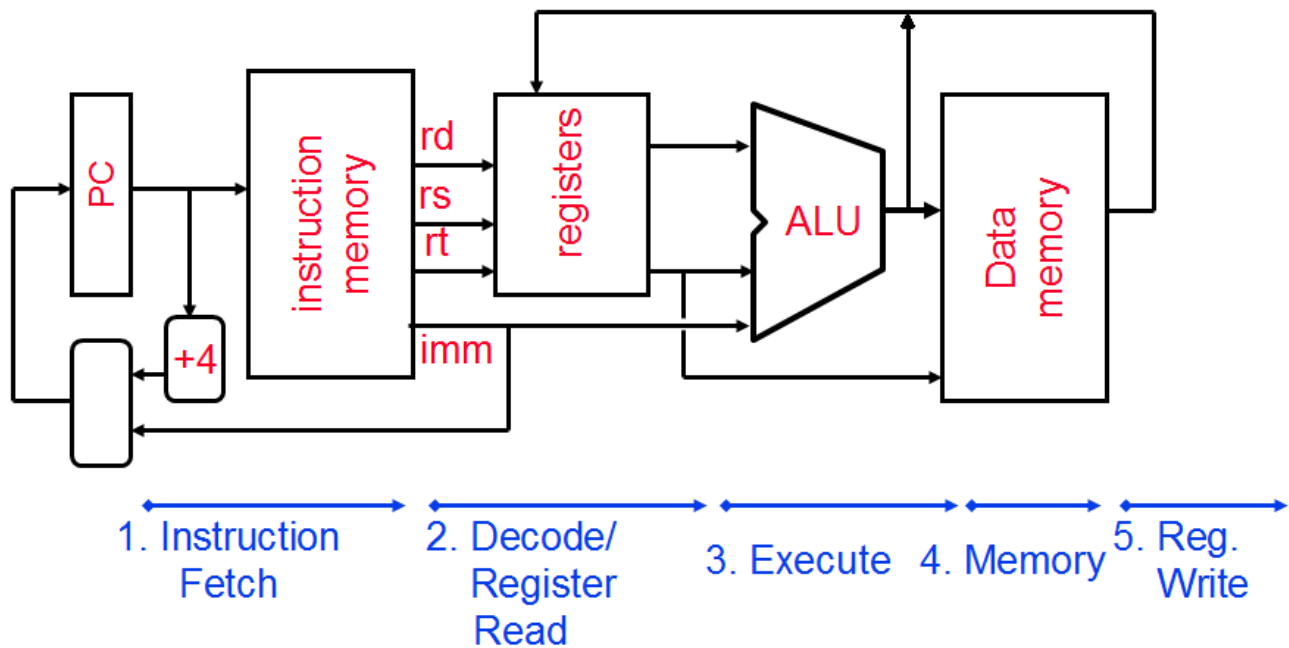 PC
+4
instruction
memory
rd
rs
rt
imm
registers
ALU
Data
memory
1. Instruction
Fetch
2. Decode/
Register
Read
3. Execute
4. Memory
5. Reg.
Write